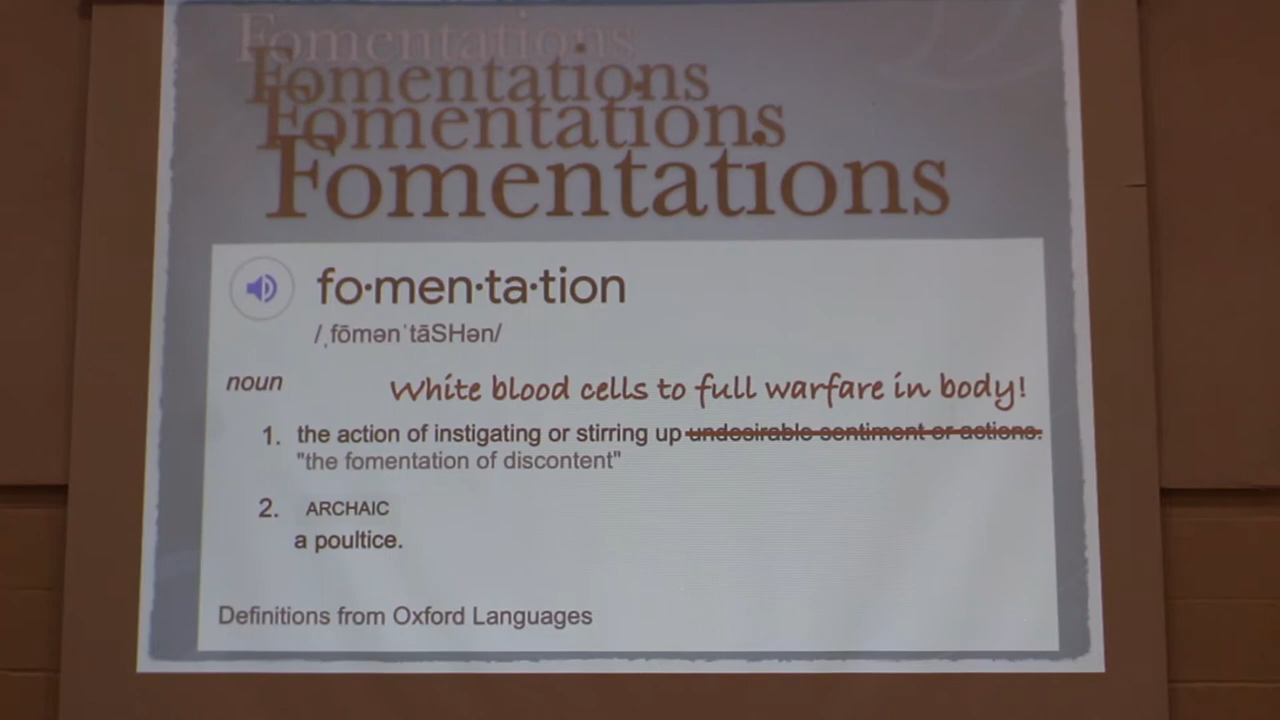 Fomentations
Fomentations
Fomentations
Fomentations
fo·men·ta·tion
/ˌfōmənˈtāSHən/
noun
White blood cells to full warfare in body!
1. the action of instigating or stirring up undesirable sentiment or actions.
"the fomentation of discontent"
2. ARCHAIC
a poultice.
Definitions from Oxford Languages